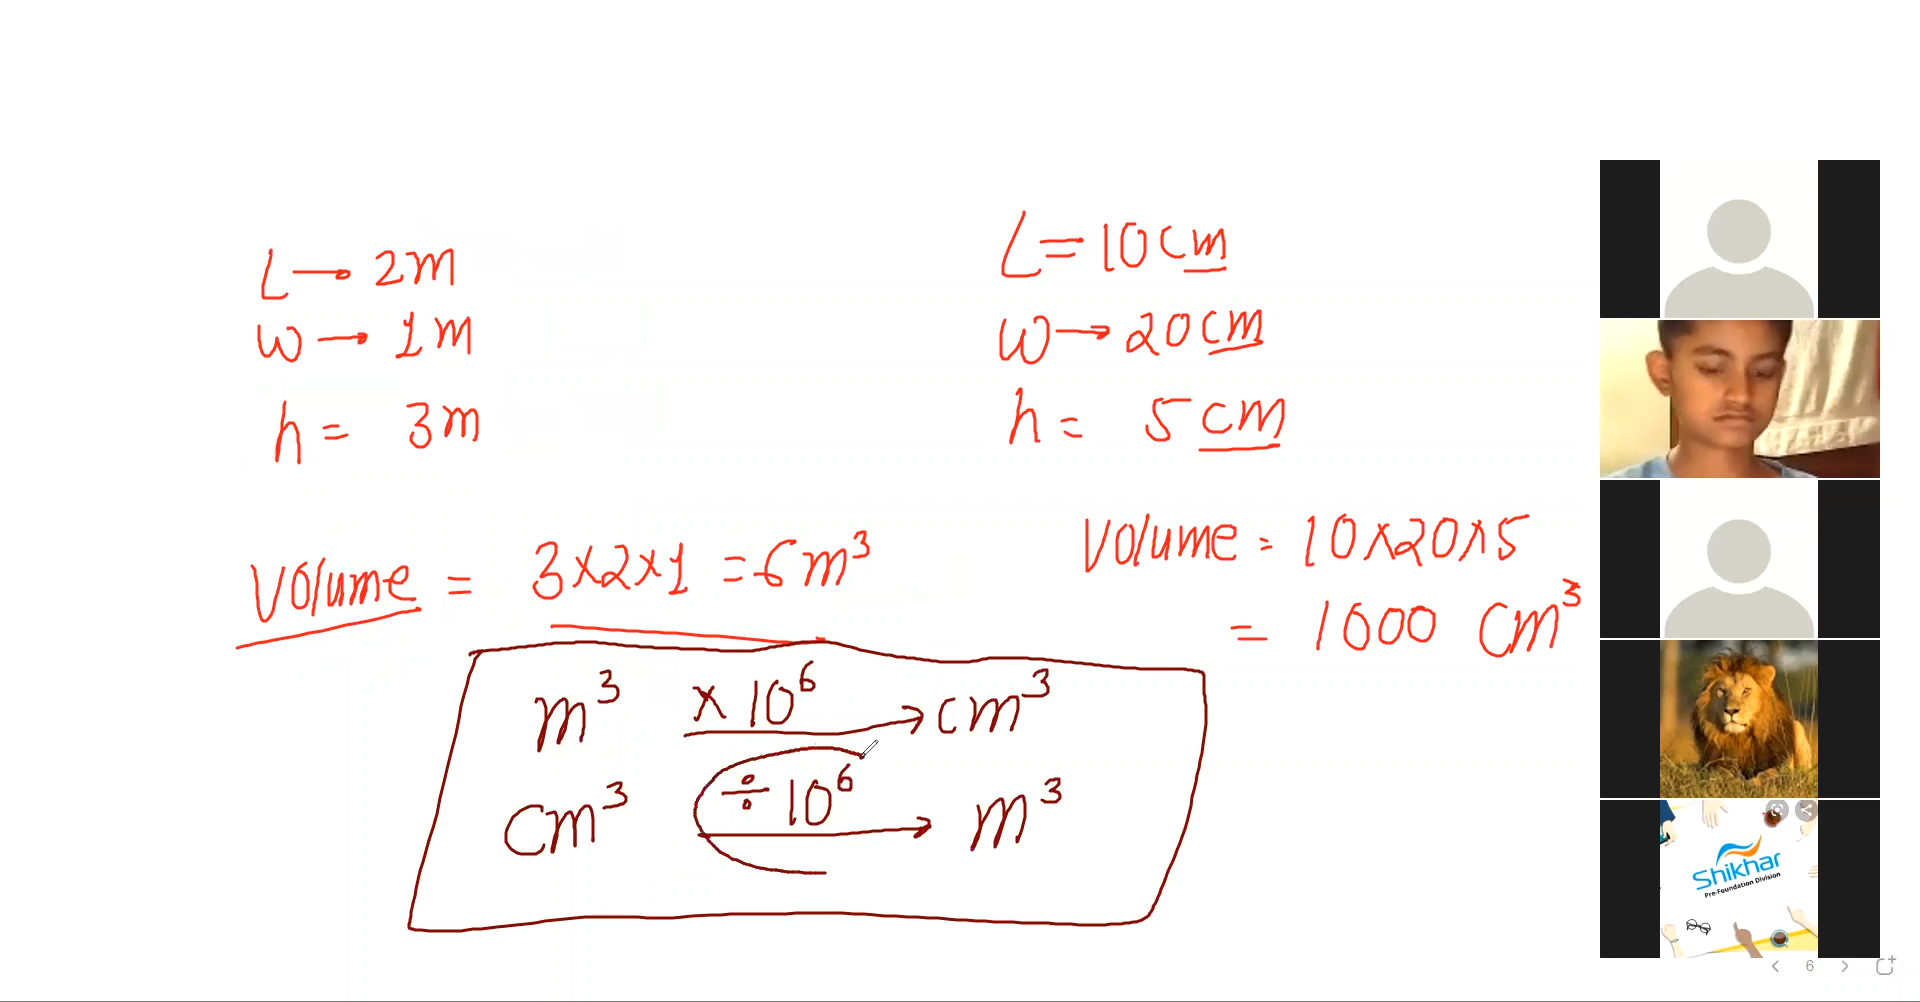 L → 2m
w → 1m
h = 3m
Volume = 3×2×1 = 6m³
L = 10cm
w → 20cm
h = 5cm
Volume = 10×20×5
= 1000 cm³
m³ ×10⁶ → cm³
cm³ ÷10⁶ → m³
Shikhar
Pre-Foundation Division
6